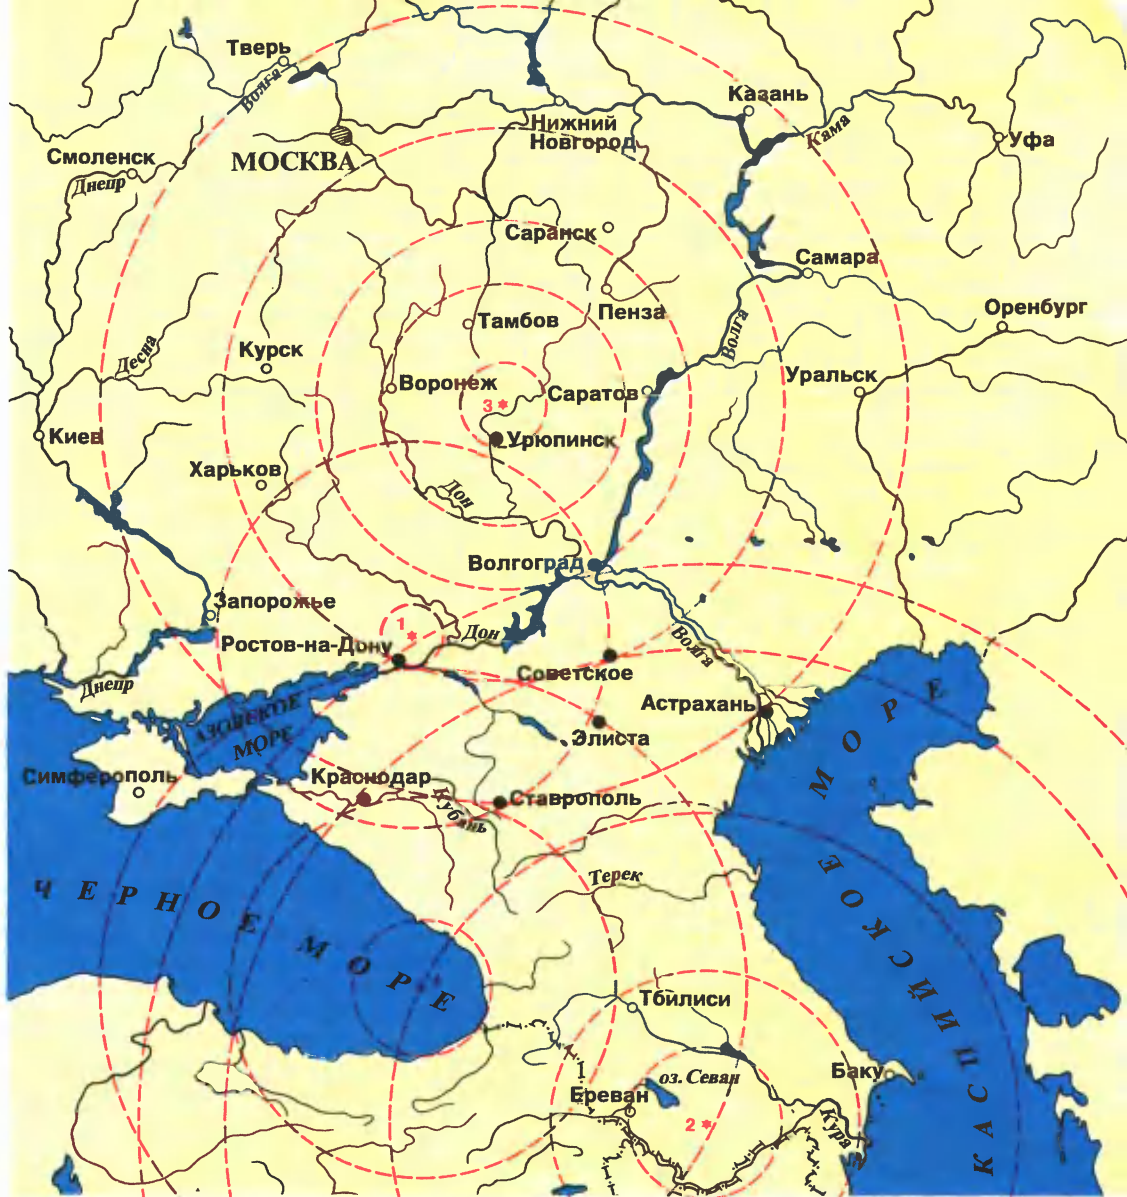 Тверь
Волга
Казань
Нижний
Новгород
Кама
Уфа
МОСКВА
Смоленск
Днепр
Саранск
Самара
Пенза
Оренбург
Тамбов
Волга
Десна
Курск
Воронеж
Саратов
Уральск
3
Киев
Урюпинск
Харьков
Дон
Волгоград
Запорожье
1
Дон
Ростов-на-Дону
Волга
Советское
Днепр
Астрахань
АЗОВСКОЕ
МОРЕ
Элиста
Симферополь
Краснодар
Кубань
Ставрополь
Терек
ЧЕРНОЕ МОРЕ
КАСПИЙСКОЕ МОРЕ
Тбилиси
оз. Севан
Баку
Ереван
2
Кура